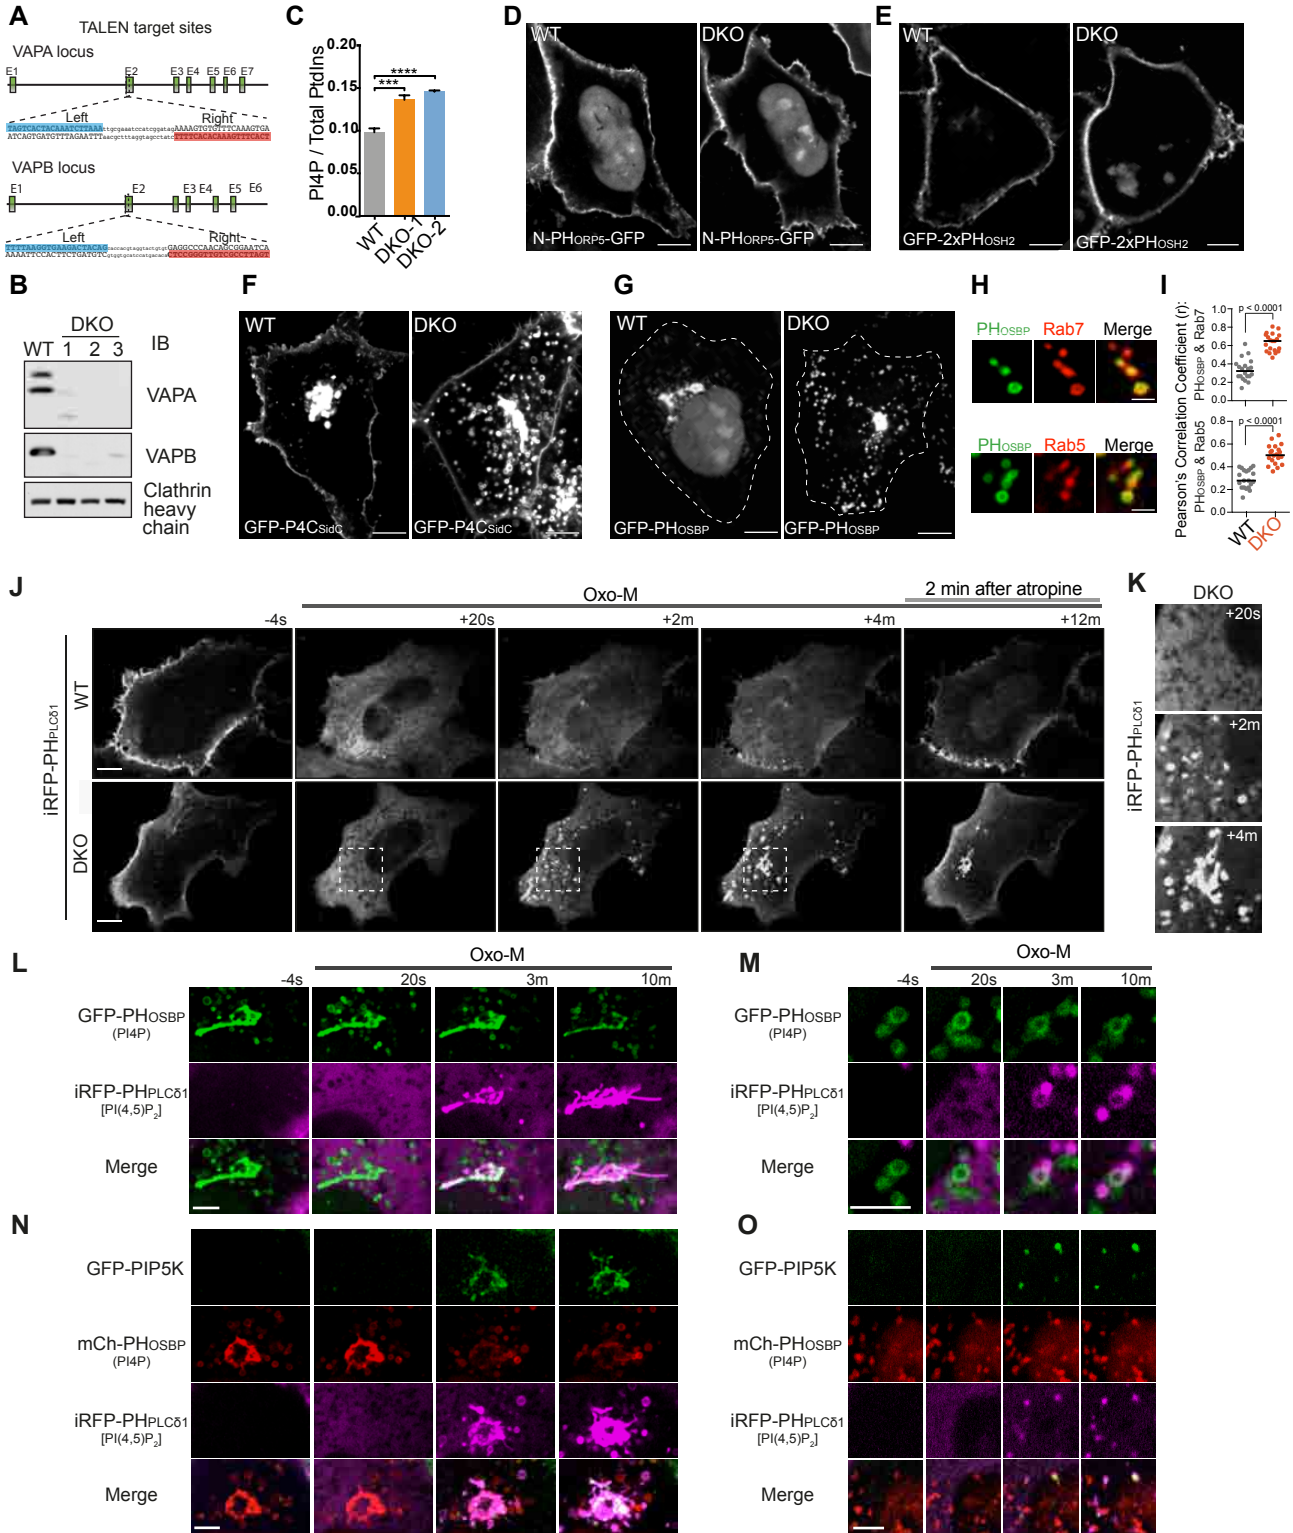 A
TALEN target sites
VAPA locus
E1 E2 E3 E4 E5 E6 E7
Left Right
TAGTCACTACAAATCTTAAAttgcgaaatccatcggatagAAAAGTGTGTTTCAAAGTGA
ATCAGTGATGTTTAGAATTTaacgctttaggtagcctatcTTTTCACACAAAGTTTCACT
VAPB locus
E1 E2 E3 E4 E5 E6
Left Right
TTTTAAGGTGAAGACTACAGcaccacgtaggtactgtgtGAGGCCCAACAGCGGAATCA
AAAATTCCACTTCTGATGTCgtggtgcatccatgacacaCTCCGGGTTGTCGCCTTAGT
B
DKO
WT 1 2 3 IB
VAPA
VAPB
Clathrin
heavy
chain
C
PI4P / Total PtdIns
0.20
0.15
0.10
0.05
0.00
***
****
WT
DKO-1
DKO-2
D
WT
N-PHORP5-GFP
DKO
N-PHORP5-GFP
E
WT
GFP-2xPHOSH2
DKO
GFP-2xPHOSH2
F
WT
GFP-P4CSidC
DKO
GFP-P4CSidC
G
WT
GFP-PHOSBP
DKO
GFP-PHOSBP
H
PHOSBP Rab7 Merge
PHOSBP Rab5 Merge
I
Pearson's Correlation Coefficient (r):
PHOSBP & Rab7
1.0
0.8
0.6
0.4
0.2
0.0
p < 0.0001
PHOSBP & Rab5
0.8
0.6
0.4
0.2
0.0
p < 0.0001
WT
DKO
J
Oxo-M
2 min after atropine
-4s +20s +2m +4m +12m
iRFP-PHPLCδ1
WT
DKO
K
DKO
iRFP-PHPLCδ1
+20s
+2m
+4m
L
Oxo-M
-4s 20s 3m 10m
GFP-PHOSBP
(PI4P)
iRFP-PHPLCδ1
[PI(4,5)P2]
Merge
M
Oxo-M
-4s 20s 3m 10m
GFP-PHOSBP
(PI4P)
iRFP-PHPLCδ1
[PI(4,5)P2]
Merge
N
GFP-PIP5K
mCh-PHOSBP
(PI4P)
iRFP-PHPLCδ1
[PI(4,5)P2]
Merge
O
GFP-PIP5K
mCh-PHOSBP
(PI4P)
iRFP-PHPLCδ1
[PI(4,5)P2]
Merge